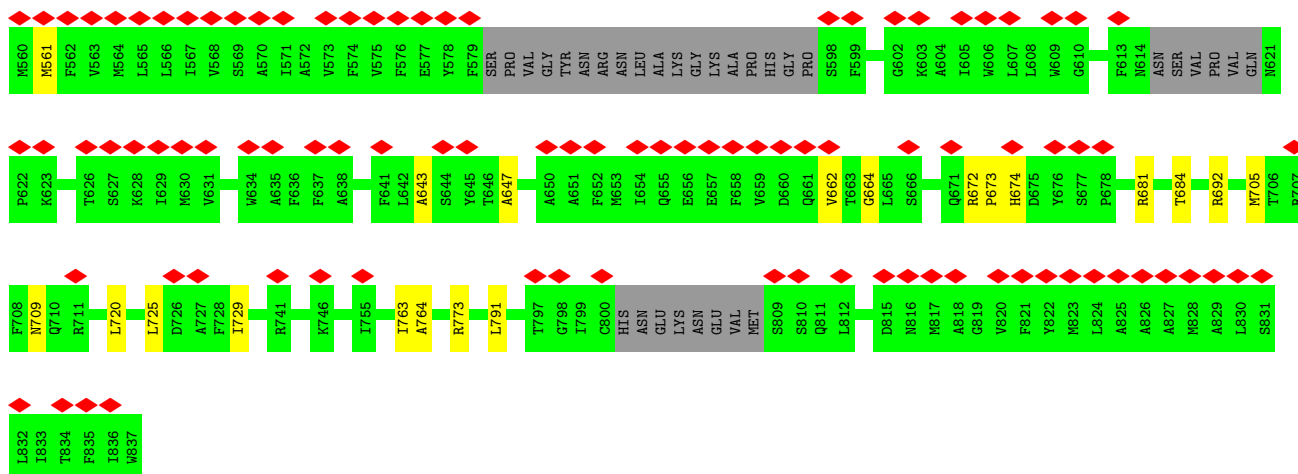 M560 M561 F562 V563 M564 L565 L566 I567 V568 S569 A570 I571 A572 V573 F574 V575 F576 E577 Y578 F579 SER PRO VAL GLY TYR ASN ARG ASN LEU ALA LYS GLY LYS ALA PRO HIS GLY PRO S598 F599 G602 K603 A604 I605 W606 L607 L608 W609 G610 F613 N614 ASN SER VAL PRO VAL GLN N621
P622 K623 T626 S627 K628 I629 M630 V631 W634 A635 F636 F637 A638 F641 L642 A643 S644 Y645 T646 A647 A650 A651 F652 M653 I654 Q655 E656 E657 F658 V659 D660 Q661 V662 T663 G664 L665 S666 Q671 R672 P673 H674 D675 Y676 S677 P678 R681 T684 R692 M705 T706 R707
F708 N709 Q710 R711 L720 L725 D726 A727 F728 I729 R741 K746 I755 I763 A764 R773 L791 T797 G798 I799 C800 HIS ASN GLU LYS ASN GLU VAL MET S809 S810 Q811 L812 D815 N816 M817 A818 G819 V820 F821 Y822 M823 L824 A825 A826 A827 M828 A829 L830 S831
L832 I833 T834 F835 I836 W837